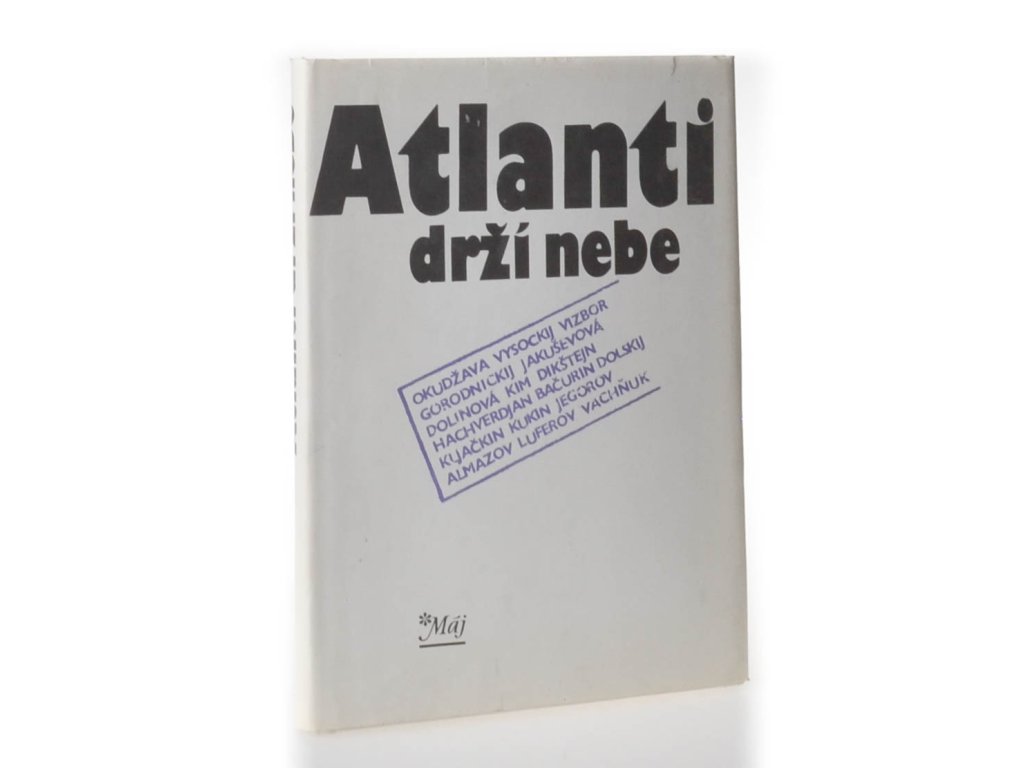 Atlanti
drží nebe
OKUDŽAVA VYSOCKIJ VIZBOR
GORODNICKIJ JAKUŠEVOVÁ
DOLINOVÁ KIM DIKŠTEJN
HACHVERDJAN BAČURIN DOLSKIJ
KLJAČKIN KUKIN JEGOROV
ALMAZOV LUFEROV VACHŇUK
*Máj